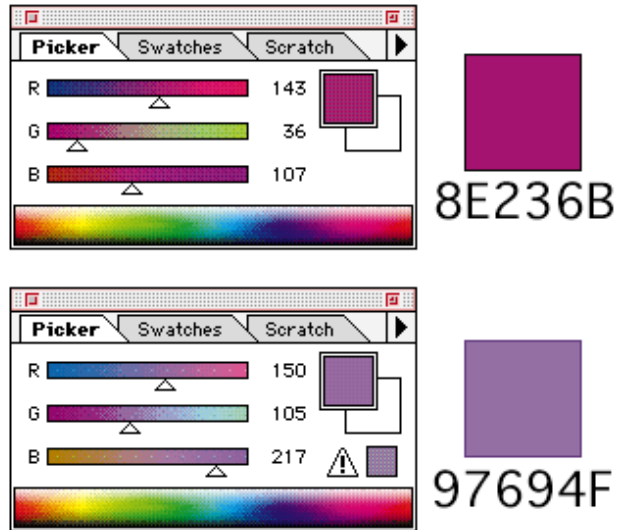 Picker Swatches Scratch
R 143
G 36
B 107
8E236B
Picker Swatches Scratch
R 150
G 105
B 217
97694F